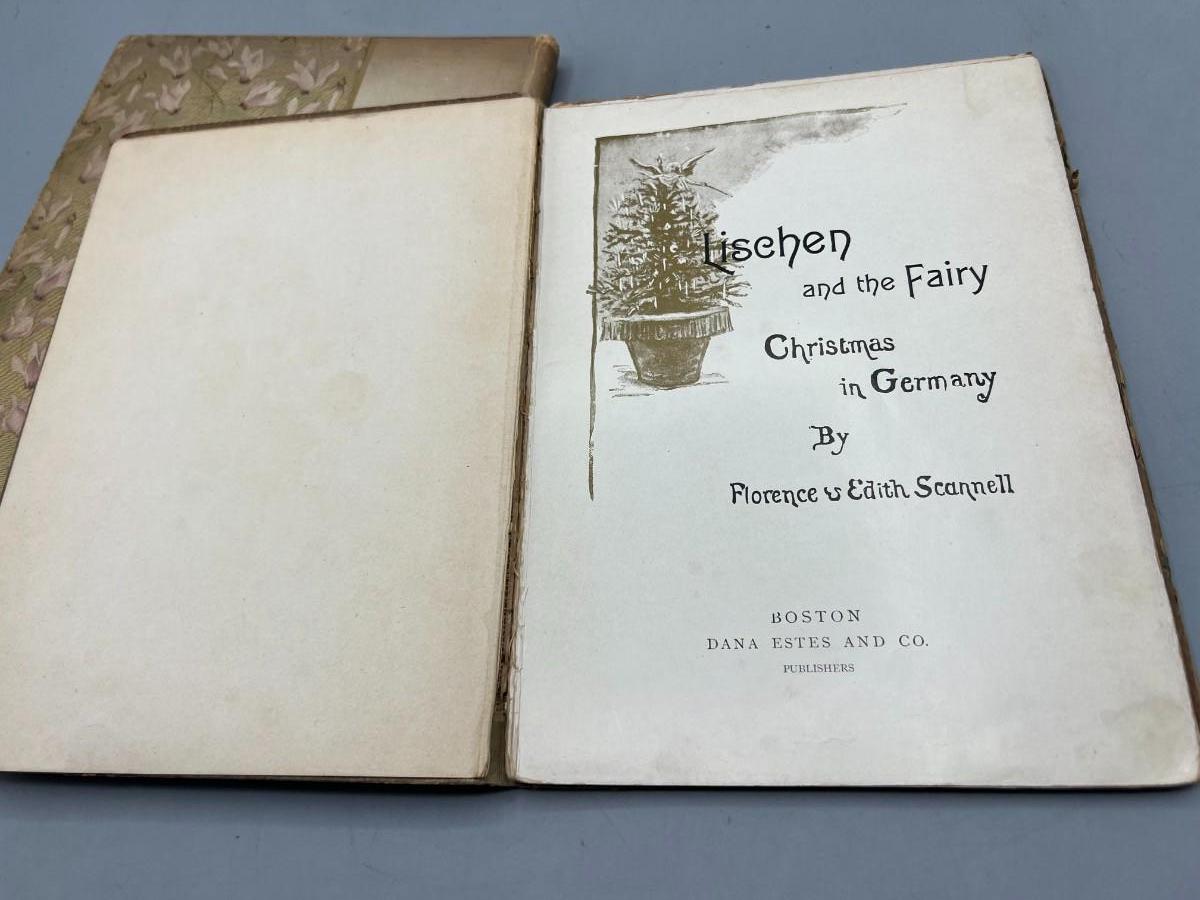 Lischen
and the Fairy
Christmas
in Germany
By
Florence & Edith Scannell
BOSTON
DANA ESTES AND CO.
PUBLISHERS